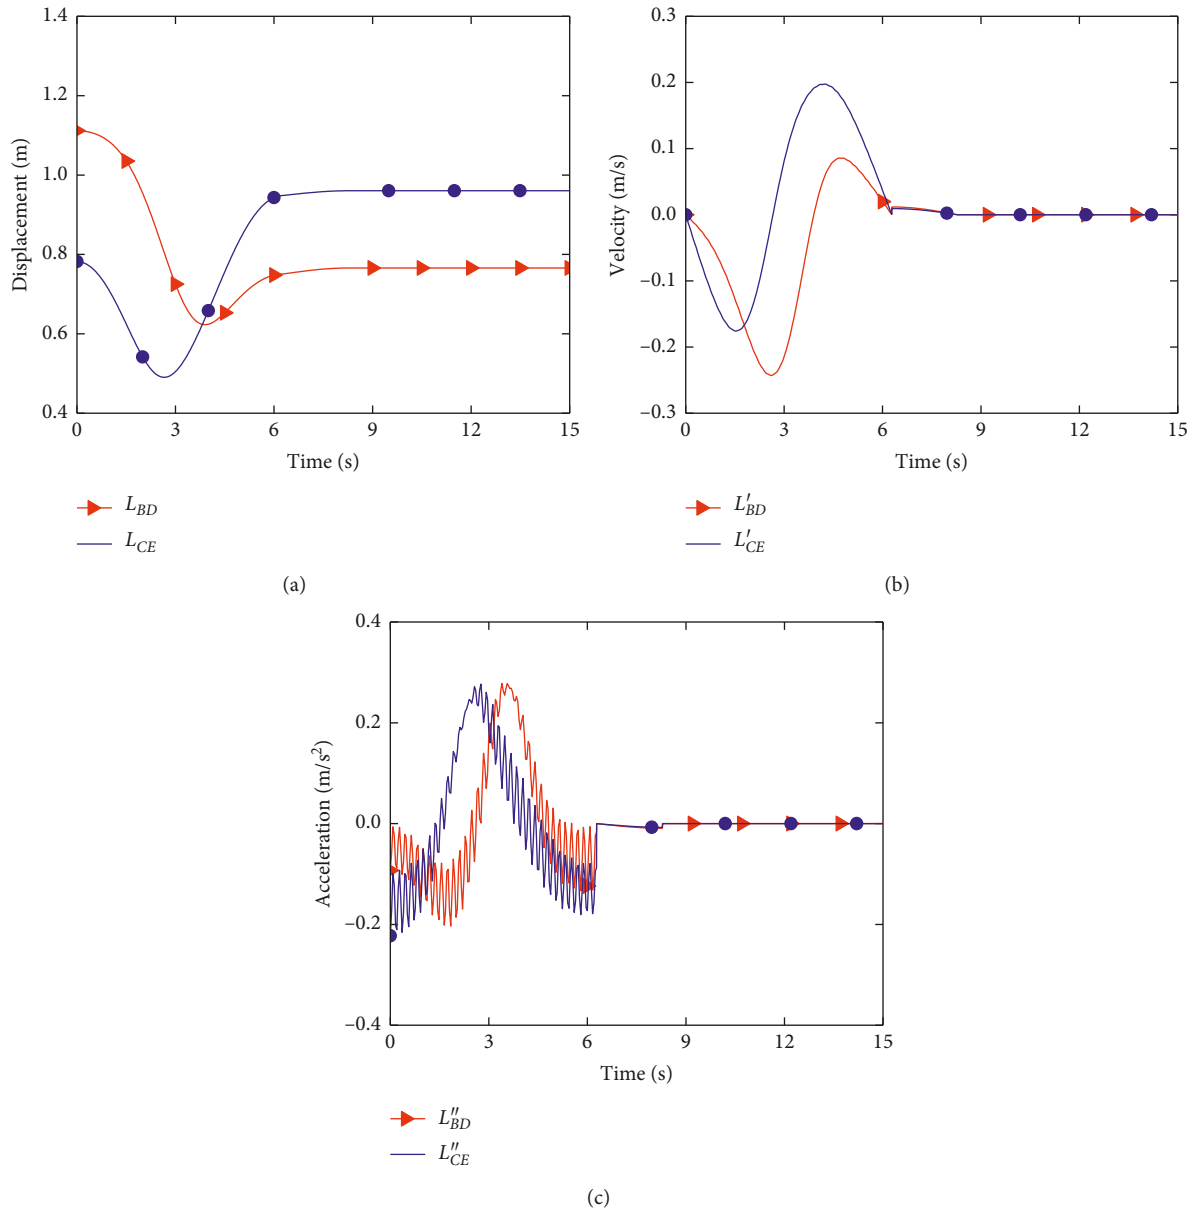 1.4
1.2
1.0
0.8
0.6
0.4
Displacement (m)
0 3 6 9 12 15
Time (s)
L_BD
L_CE
(a)
0.3
0.2
0.1
0.0
−0.1
−0.2
−0.3
Velocity (m/s)
0 3 6 9 12 15
Time (s)
L′_BD
L′_CE
(b)
0.4
0.2
0.0
−0.2
−0.4
Acceleration (m/s²)
0 3 6 9 12 15
Time (s)
L″_BD
L″_CE
(c)